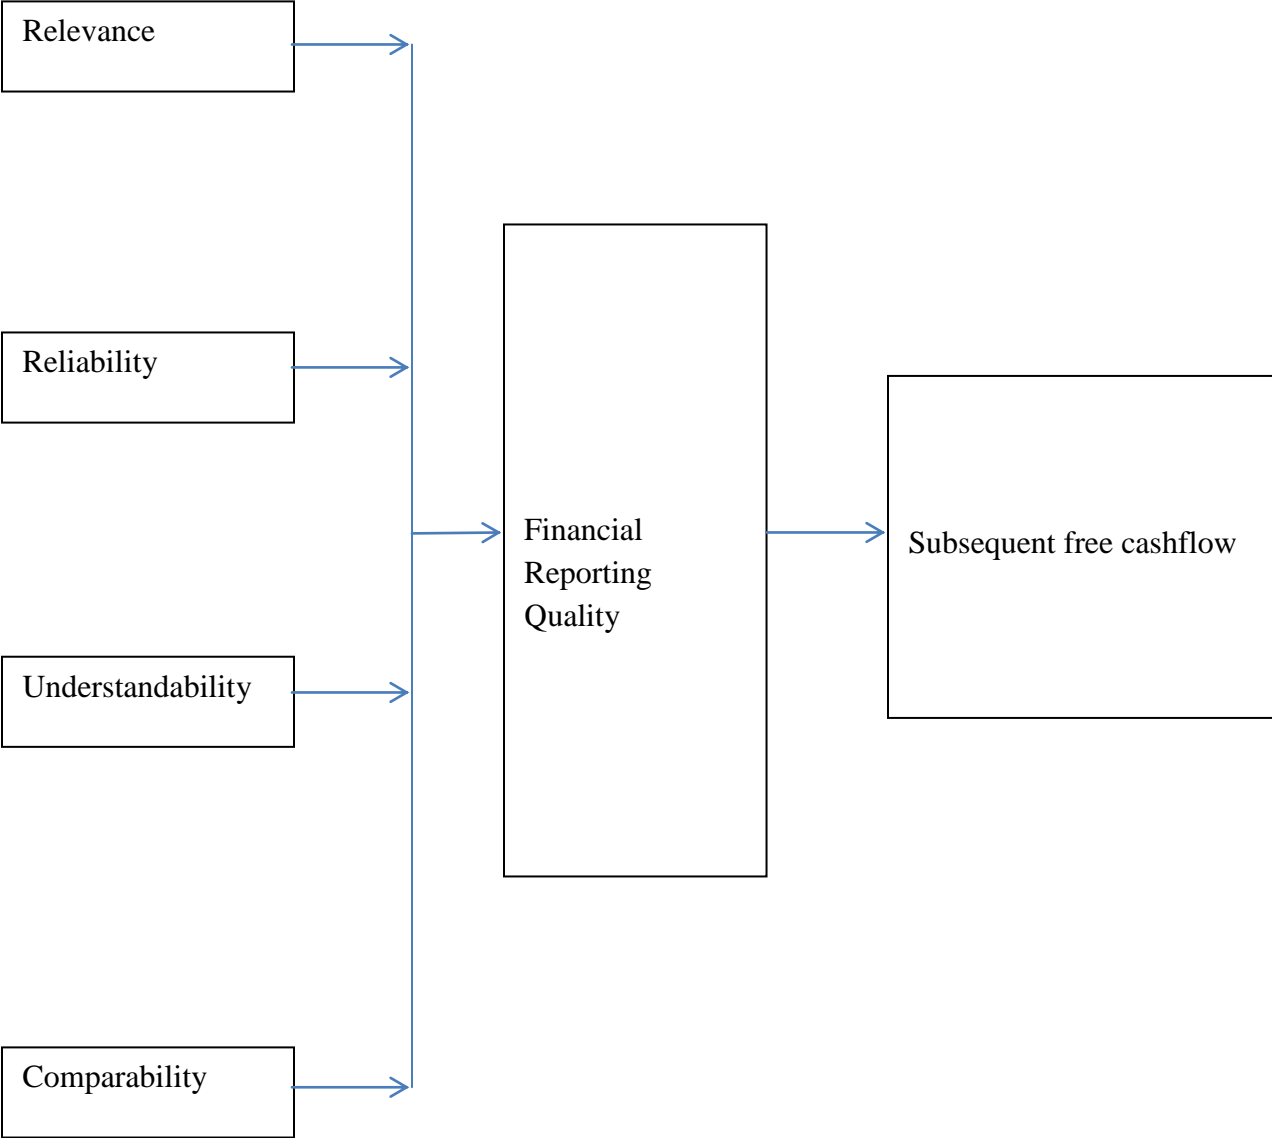 Relevance
Reliability
Understandability
Comparability
Financial
Reporting
Quality
Subsequent free cashflow